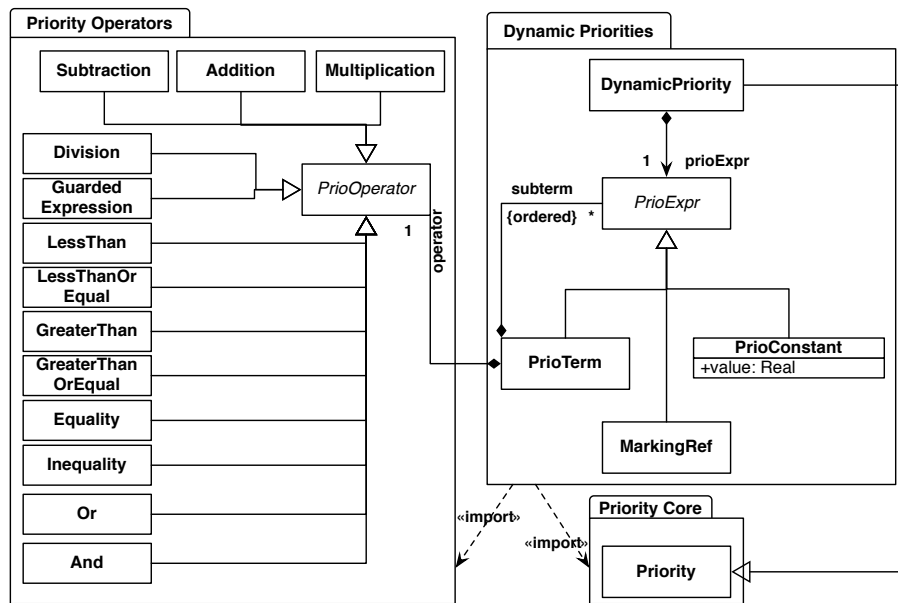 Priority Operators
Subtraction
Addition
Multiplication
Division
Guarded
Expression
LessThan
LessThanOr
Equal
GreaterThan
GreaterThan
OrEqual
Equality
Inequality
Or
And
PrioOperator
1
operator
Dynamic Priorities
DynamicPriority
1
prioExpr
subterm
{ordered}
*
PrioExpr
PrioTerm
PrioConstant
+value: Real
MarkingRef
«import»
«import»
Priority Core
Priority